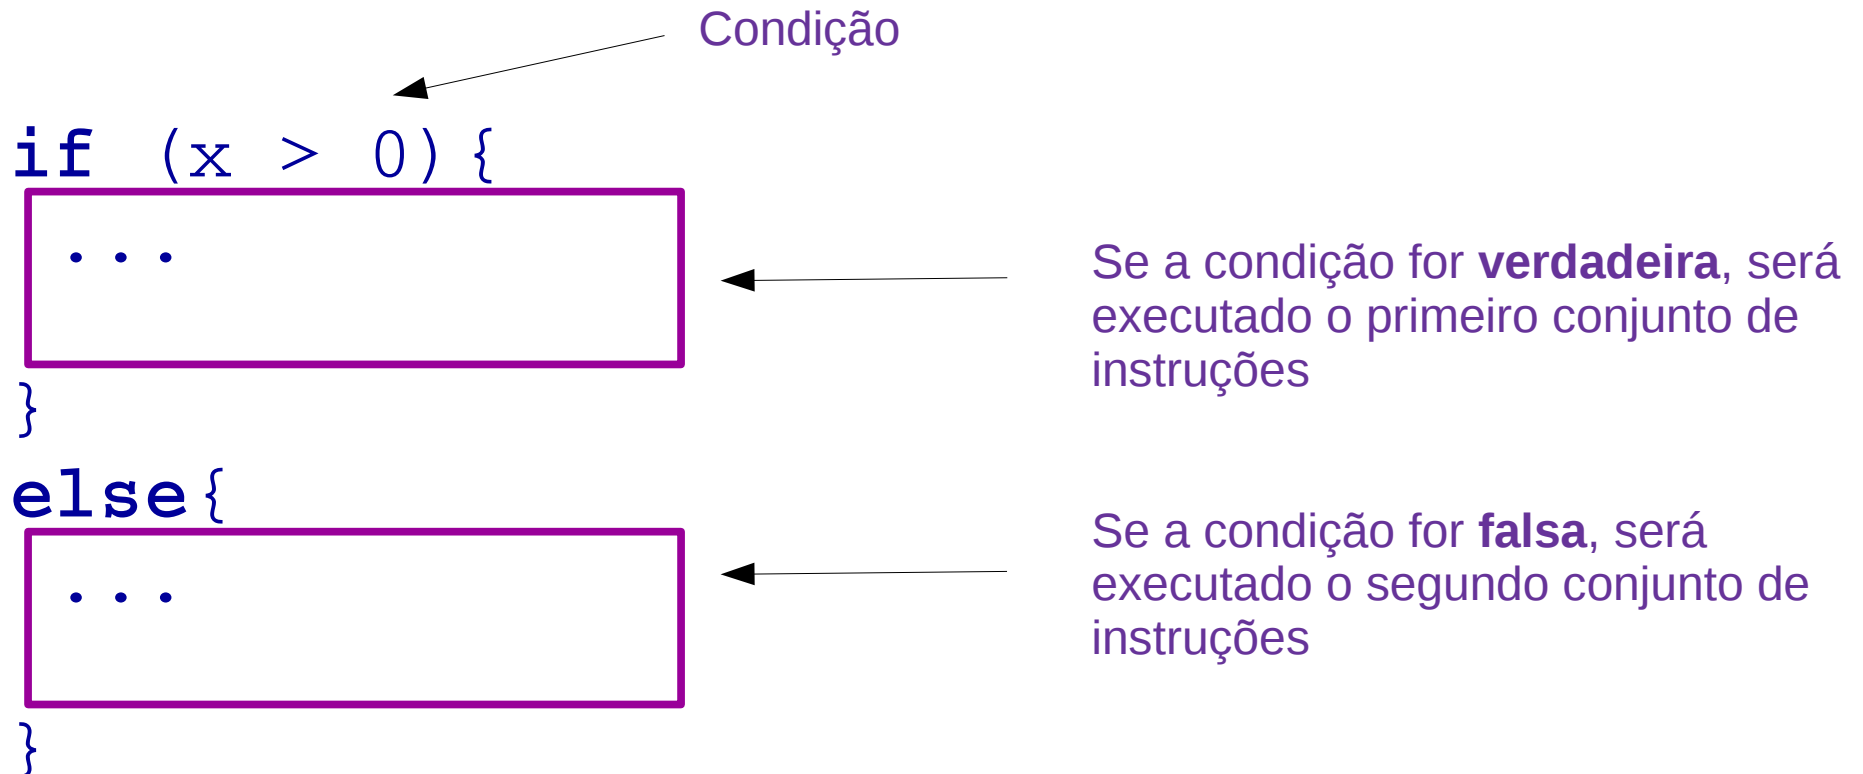 Condição
if (x > 0){
...
Se a condição for verdadeira, será
executado o primeiro conjunto de
instruções
}
else{
...
Se a condição for falsa, será
executado o segundo conjunto de
instruções
}